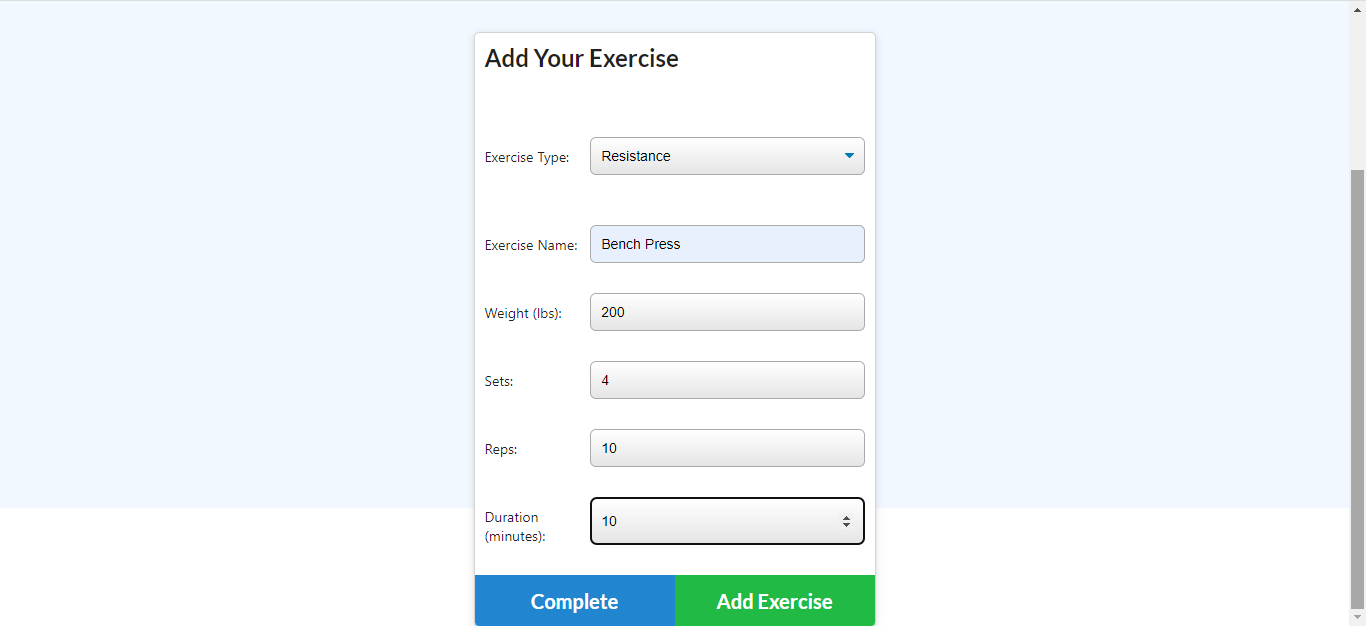 Add Your Exercise
Exercise Type: Resistance
Exercise Name: Bench Press
Weight (lbs): 200
Sets: 4
Reps: 10
Duration
(minutes): 10
Complete Add Exercise